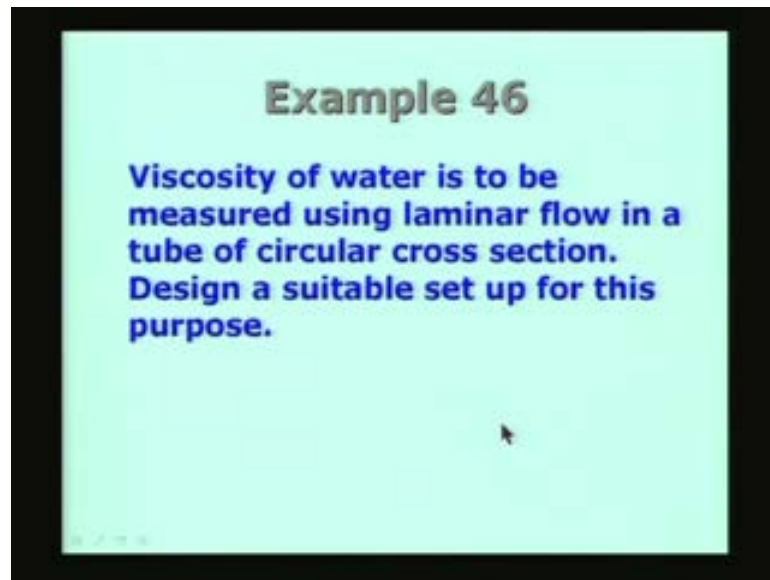 Example 46
Viscosity of water is to be
measured using laminar flow in a
tube of circular cross section.
Design a suitable set up for this
purpose.